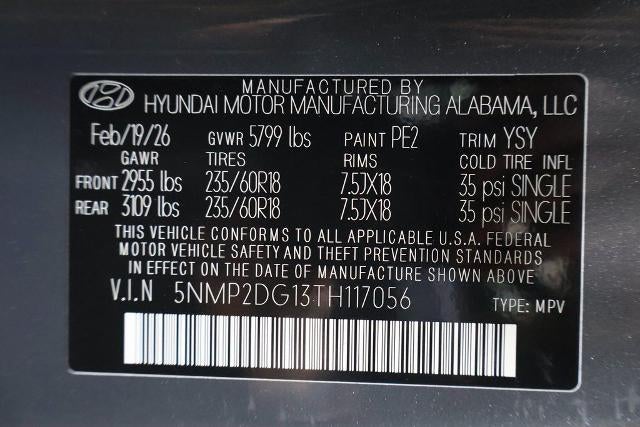 MANUFACTURED BY
HYUNDAI MOTOR MANUFACTURING ALABAMA, LLC
Feb/19/26 GVWR 5799 lbs PAINT PE2 TRIM YSY
GAWR TIRES RIMS COLD TIRE INFL
FRONT 2955 lbs 235/60R18 7.5JX18 35 psi SINGLE
REAR 3109 lbs 235/60R18 7.5JX18 35 psi SINGLE
THIS VEHICLE CONFORMS TO ALL APPLICABLE U.S.A. FEDERAL
MOTOR VEHICLE SAFETY AND THEFT PREVENTION STANDARDS
IN EFFECT ON THE DATE OF MANUFACTURE SHOWN ABOVE
V.I.N 5NMP2DG13TH117056 TYPE: MPV